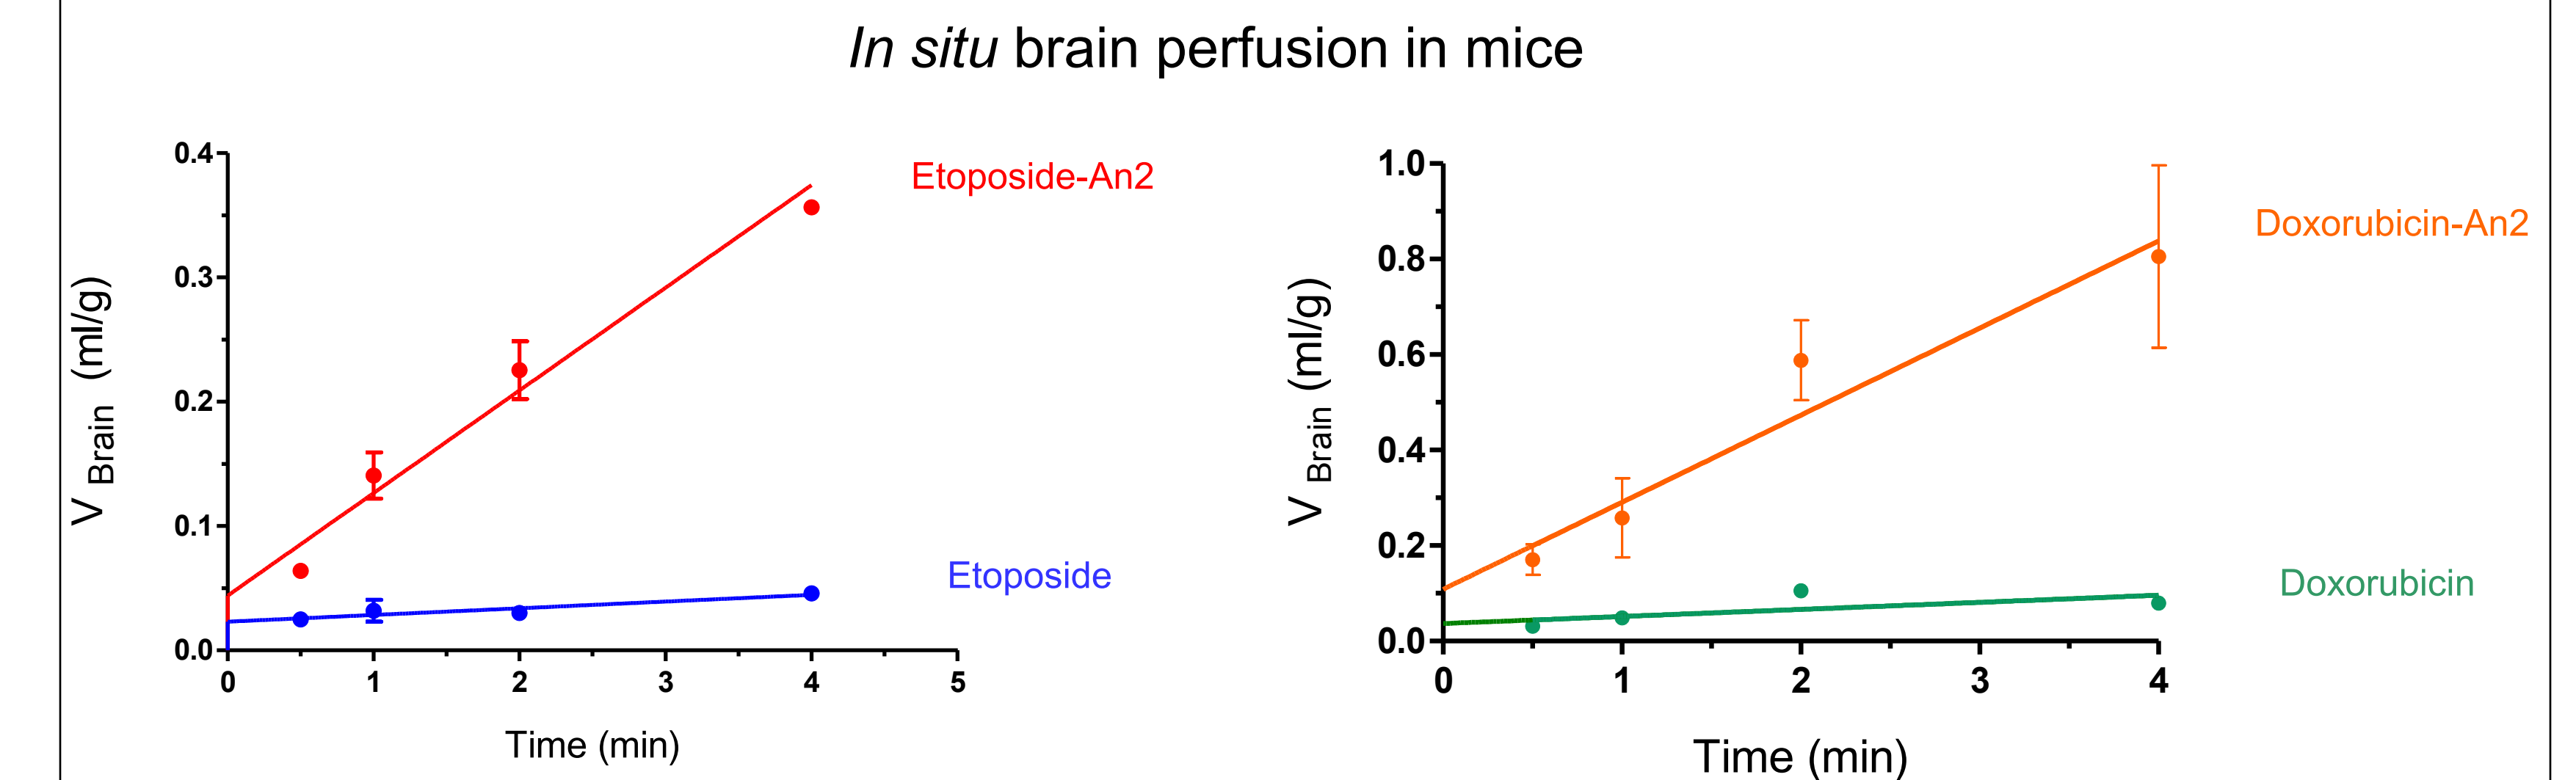 In situ brain perfusion in mice
V Brain (ml/g)
0.4
0.3
0.2
0.1
0.0
0 1 2 3 4 5
Time (min)
Etoposide-An2
Etoposide
V Brain (ml/g)
1.0
0.8
0.6
0.4
0.2
0.0
0 1 2 3 4
Time (min)
Doxorubicin-An2
Doxorubicin